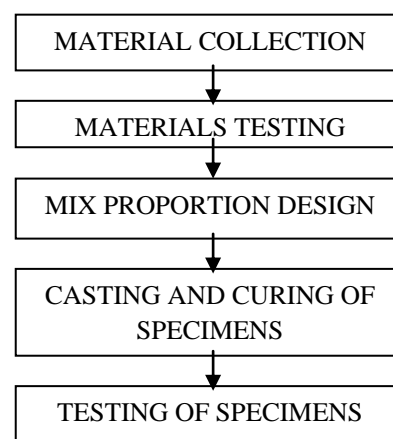 MATERIAL COLLECTION
MATERIALS TESTING
MIX PROPORTION DESIGN
CASTING AND CURING OF
SPECIMENS
TESTING OF SPECIMENS